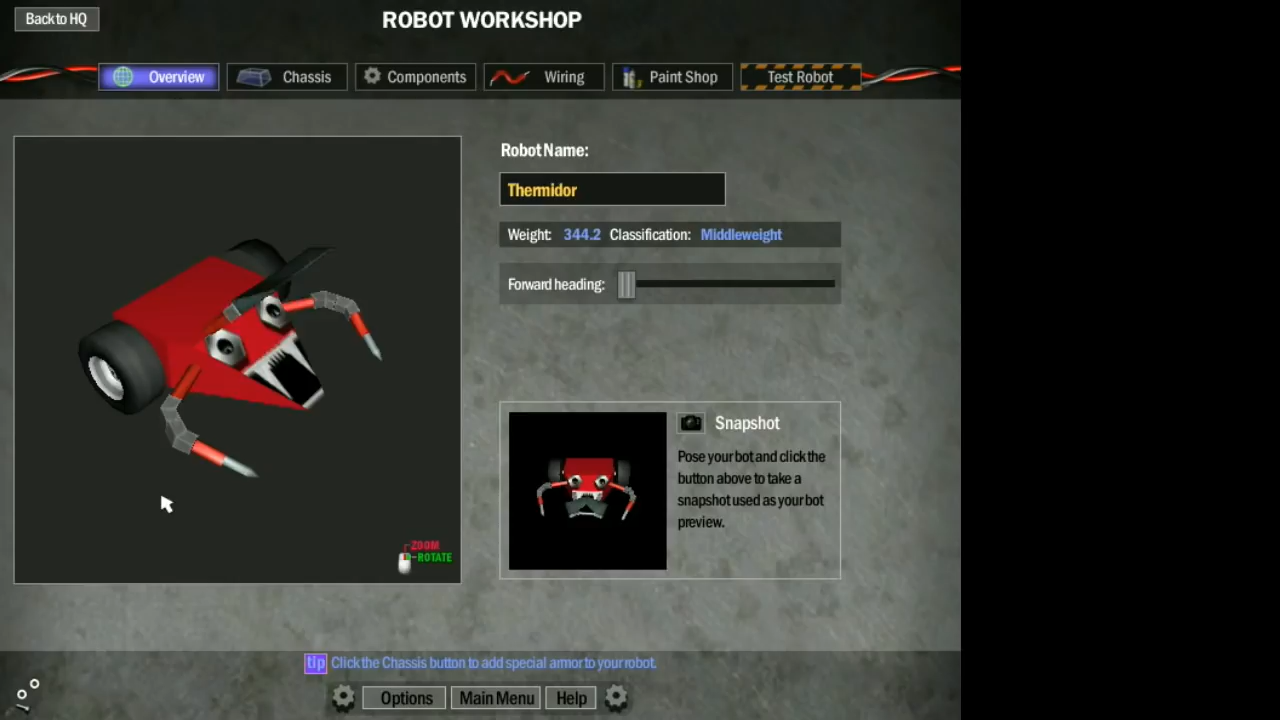 Back to HQ
ROBOT WORKSHOP
Overview
Chassis
Components
Wiring
Paint Shop
Test Robot
Robot Name:
Thermidor
Weight: 344.2 Classification: Middleweight
Forward heading:
Snapshot
Pose your bot and click the
button above to take a
snapshot used as your bot
preview.
ZOOM
ROTATE
tip Click the Chassis button to add special armor to your robot.
Options
Main Menu
Help